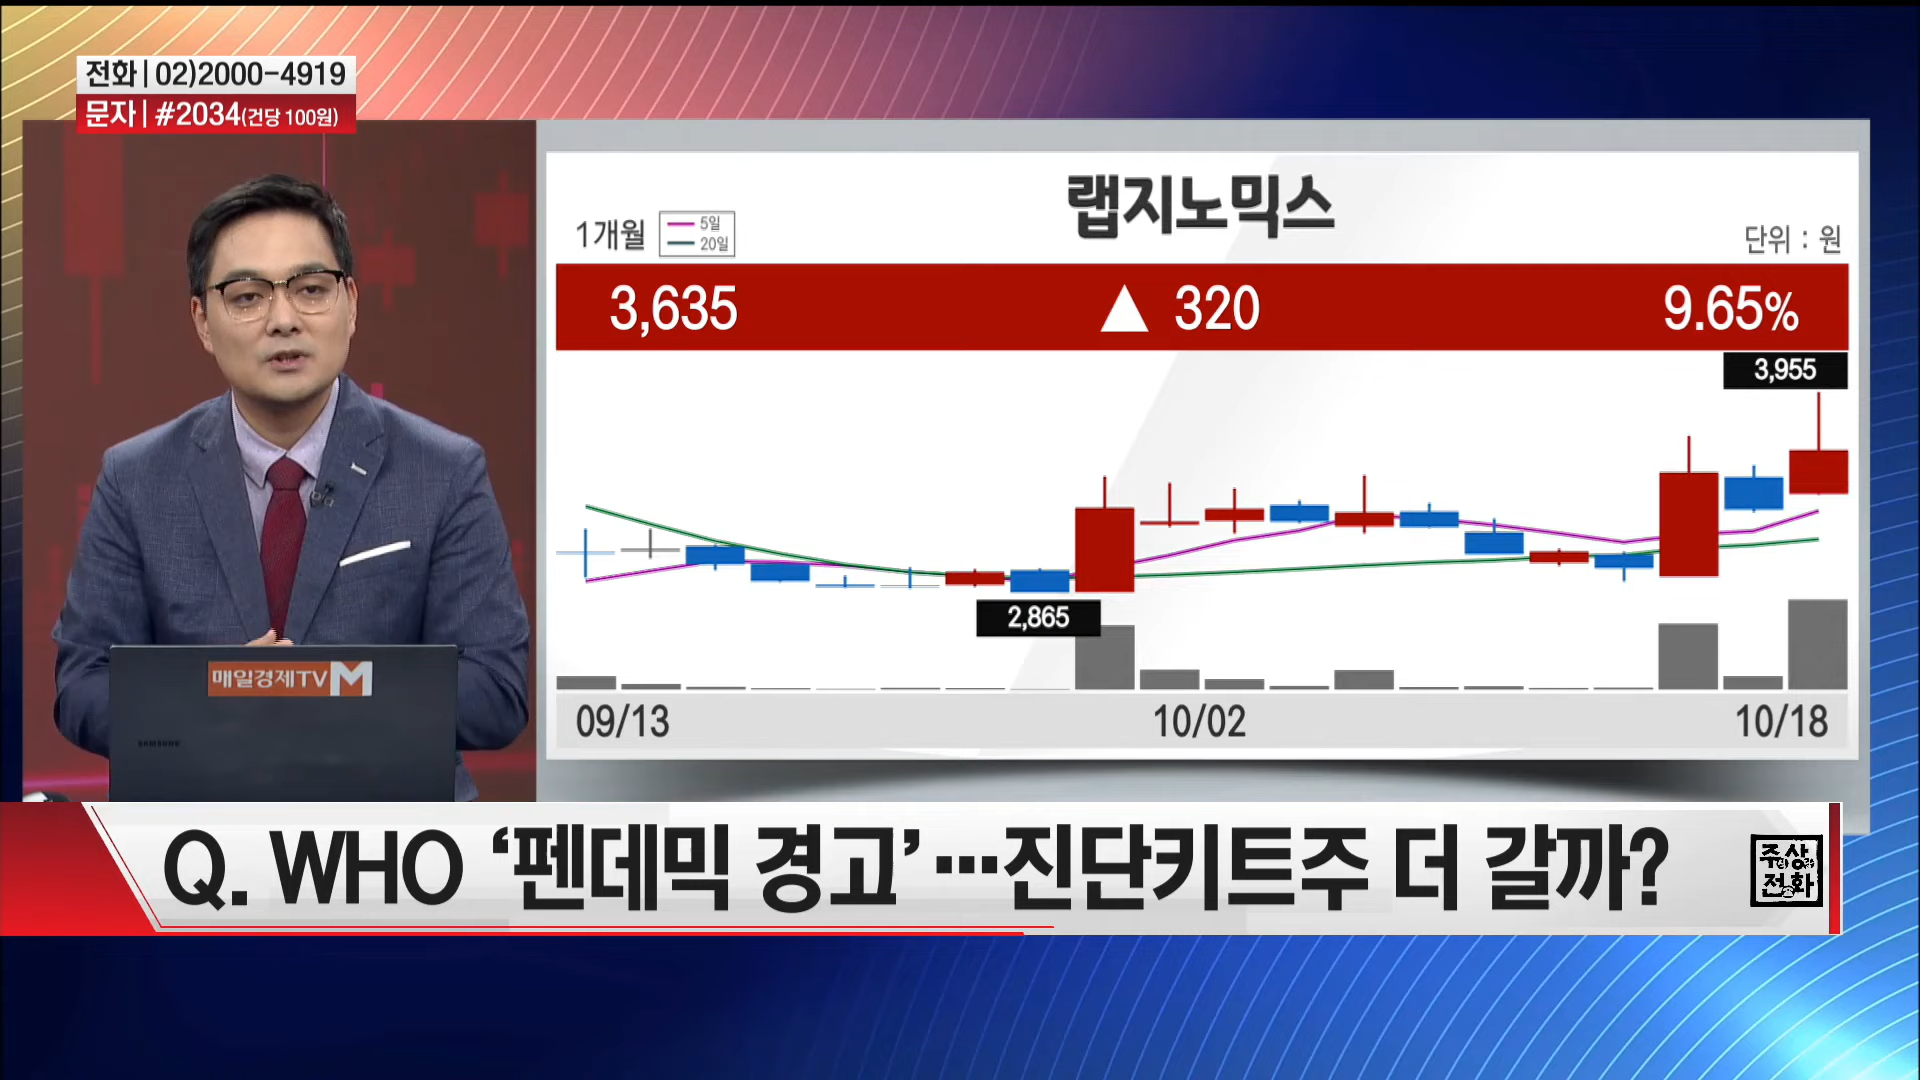 전화 | 02)2000-4919
문자 | #2034(건당 100원)
랩지노믹스
1개월
5일
20일
단위 : 원
3,635 ▲ 320 9.65%
3,955
2,865
09/13 10/02 10/18
매일경제TV M
SAMSUNG
Q. WHO ‘펜데믹 경고’…진단키트주 더 갈까?
주상
전화